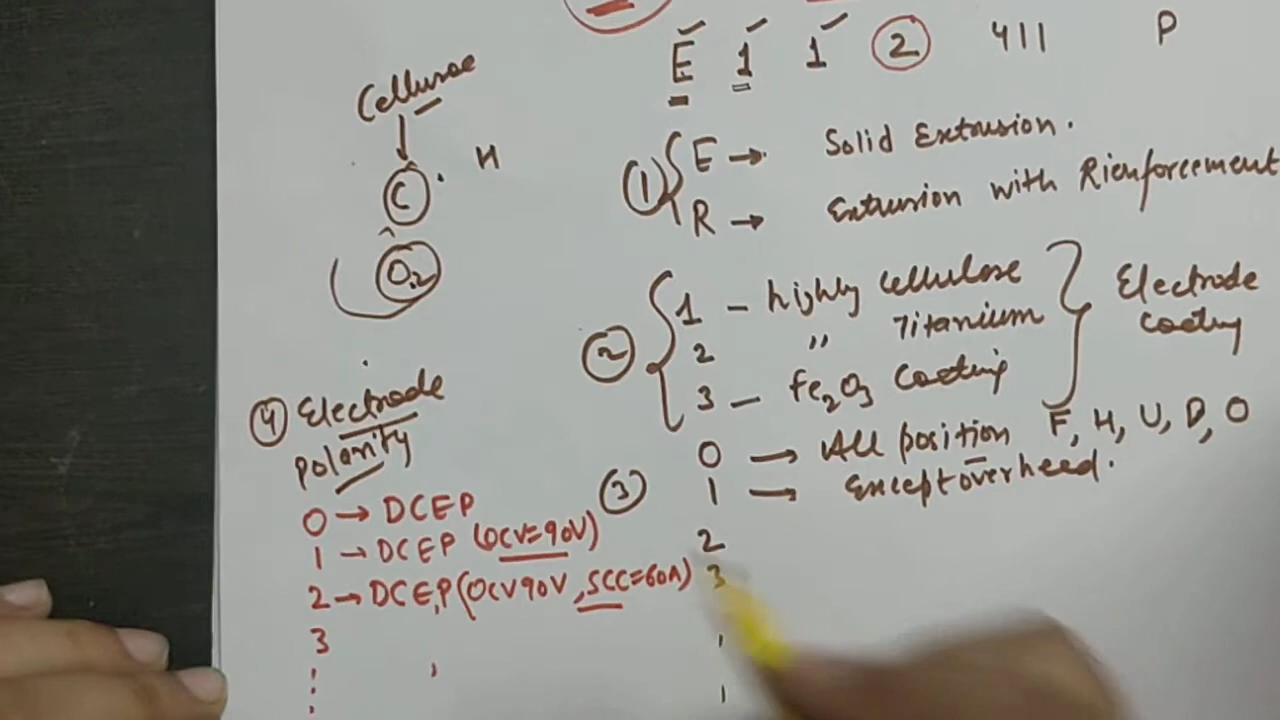 E 1 1 2 411 P
Cellurose
↓
C . H
O2
1 { E → Solid Extrusion.
R → Extrusion with Rienforcement
2 { 1 - highly cellulose } Electrode
2 '' Titanium coating
3 - Fe2O3 coating
3 0 → All position F, H, U, D, O
1 → Except overhead.
2
3
4 Electrode
polarity
0 → DCEP
1 → DCEP (OCV=90V)
2 → DCEP (OCV 90V, SCC=60A)
3